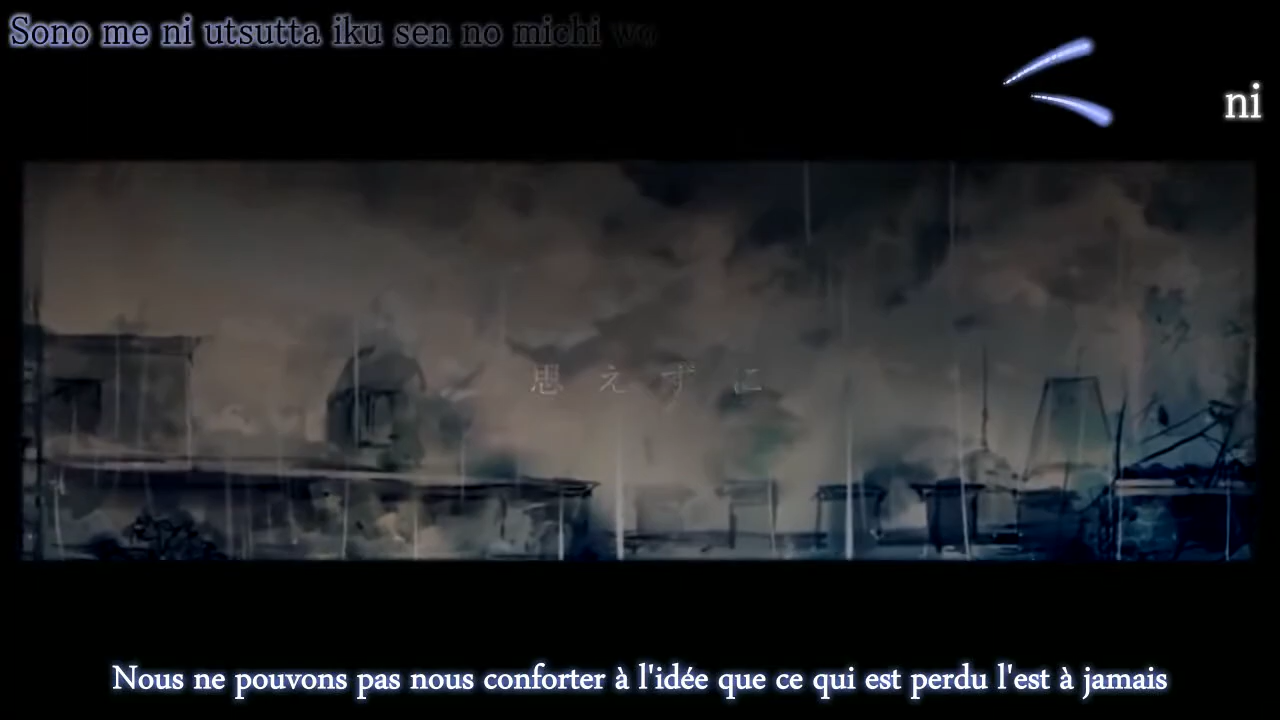 Sono me ni utsutta iku sen no michi wo
ni
思えずに
Nous ne pouvons pas nous conforter à l'idée que ce qui est perdu l'est à jamais